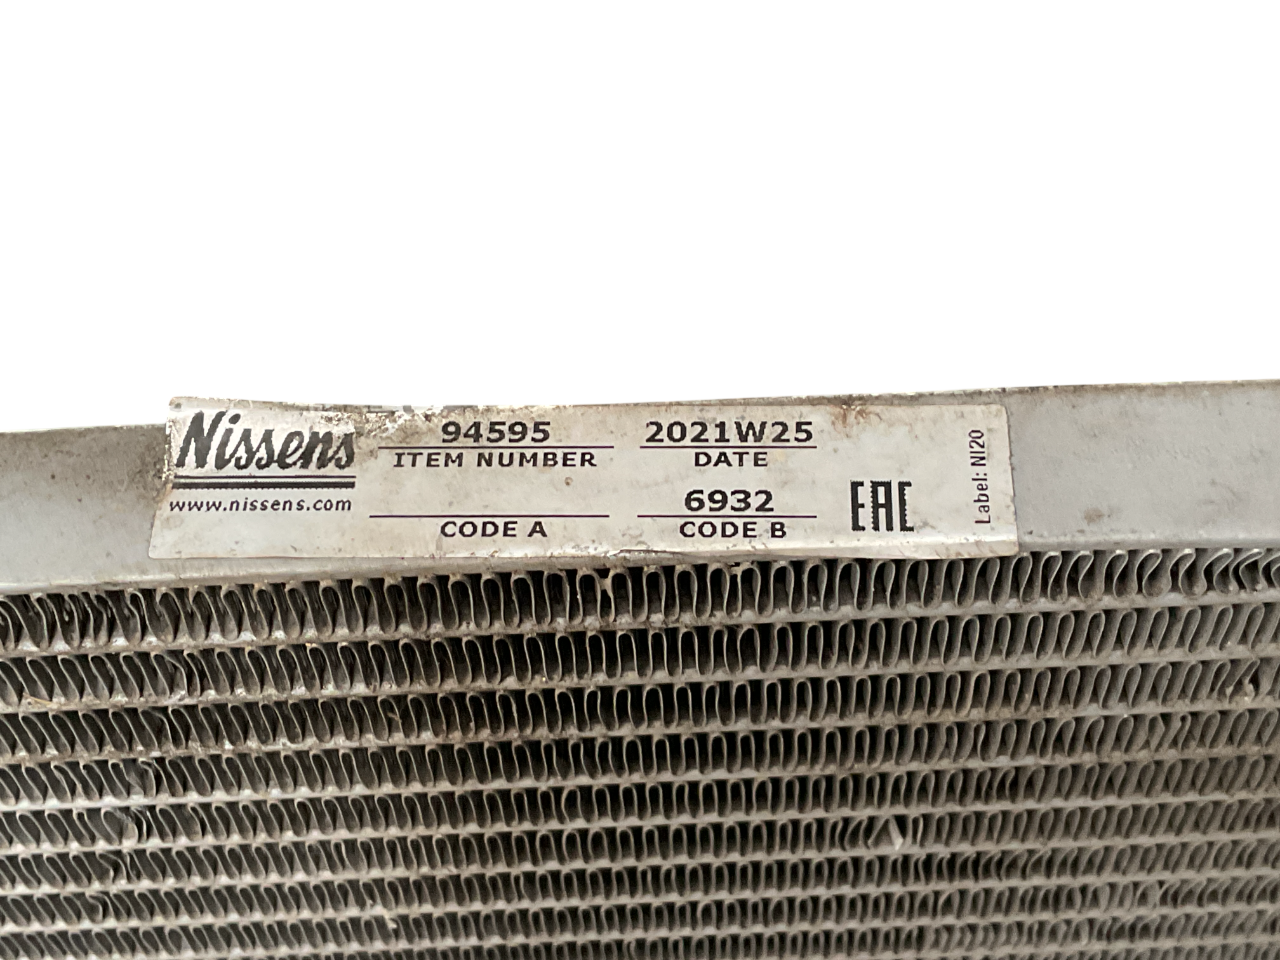 Nissens
www.nissens.com
94595
ITEM NUMBER
2021W25
DATE
CODE A
6932
CODE B
EAC
Label: NI20